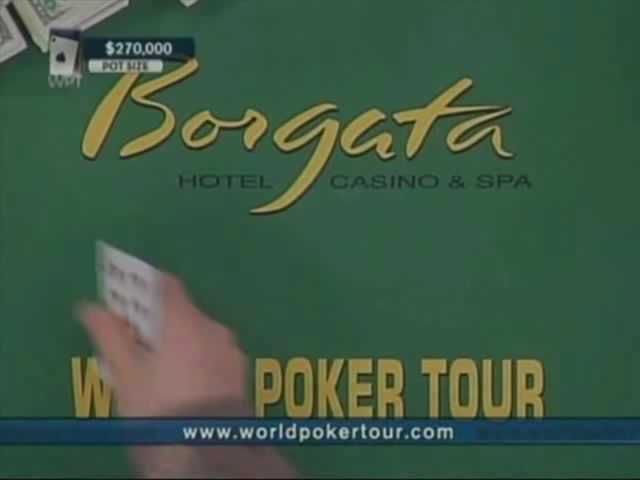 $270,000
POT SIZE
WPT
Borgata
HOTEL CASINO & SPA
W POKER TOUR
www.worldpokertour.com